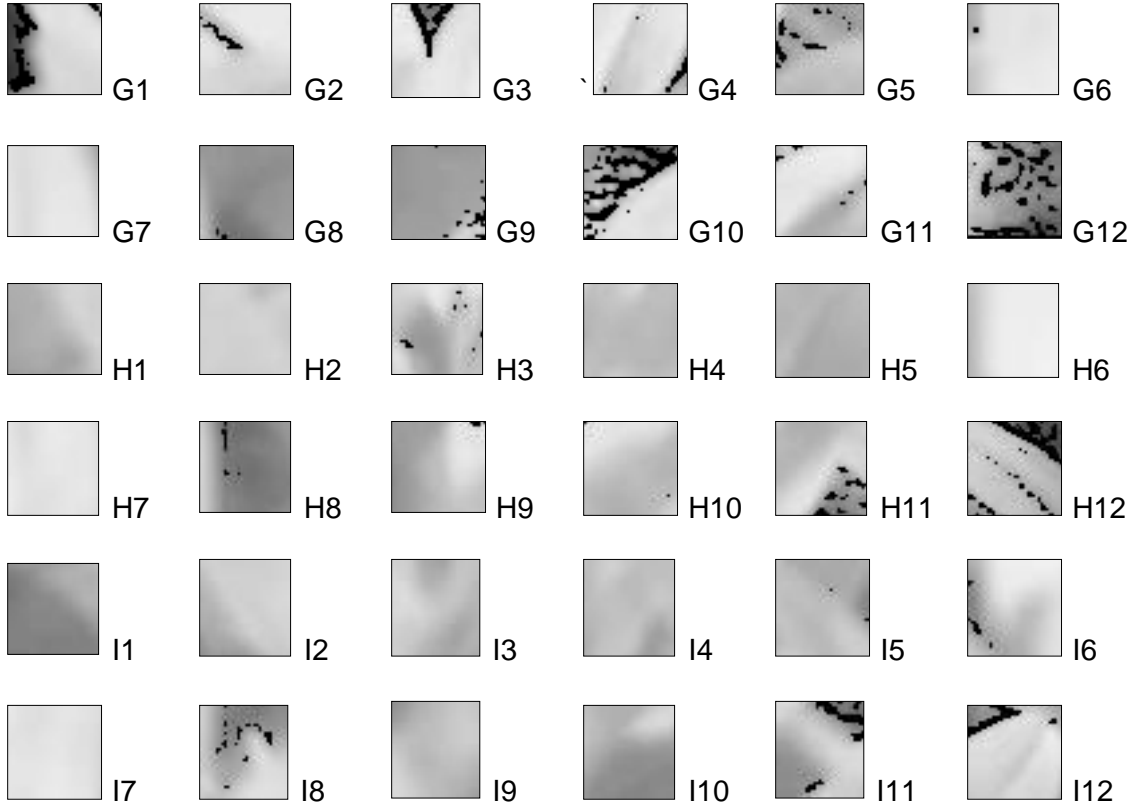 G1 G2 G3 ` G4 G5 G6
G7 G8 G9 G10 G11 G12
H1 H2 H3 H4 H5 H6
H7 H8 H9 H10 H11 H12
I1 I2 I3 I4 I5 I6
I7 I8 I9 I10 I11 I12